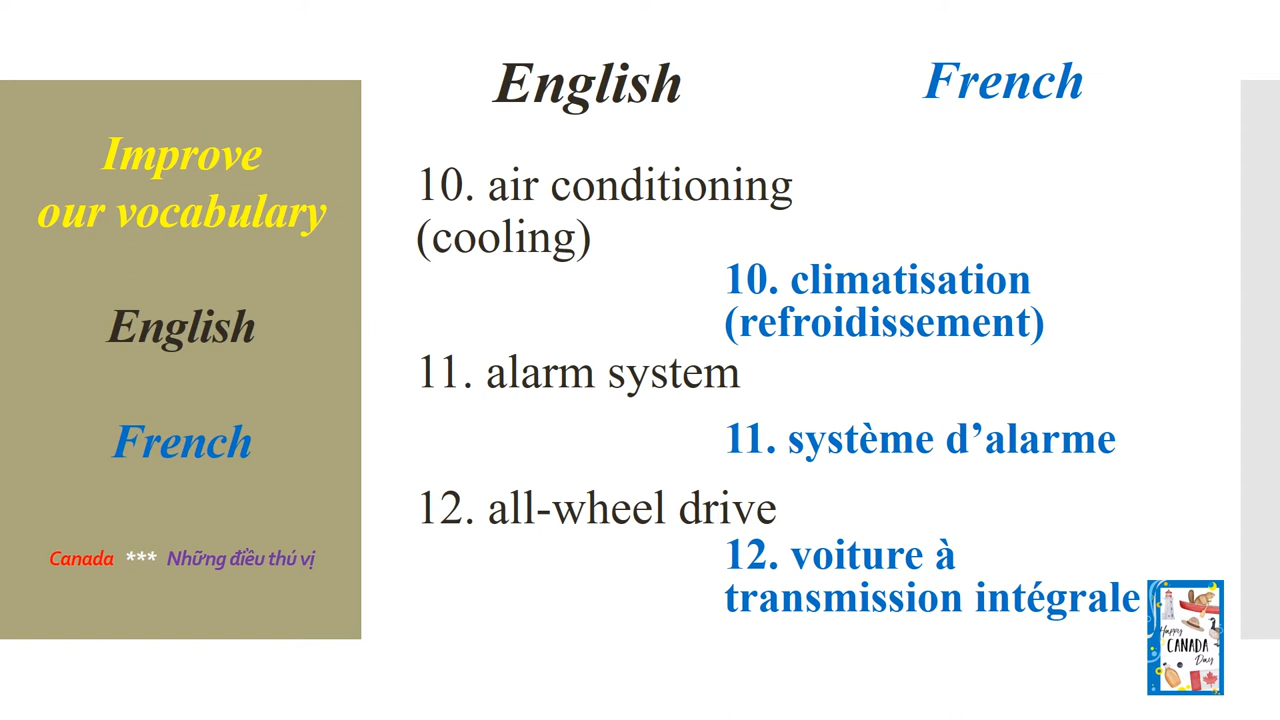 English
French
Improve
our vocabulary
English
French
Canada *** Những điều thú vị
10. air conditioning
(cooling)
10. climatisation
(refroidissement)
11. alarm system
11. système d’alarme
12. all-wheel drive
12. voiture à
transmission intégrale
Happy
CANADA
Day